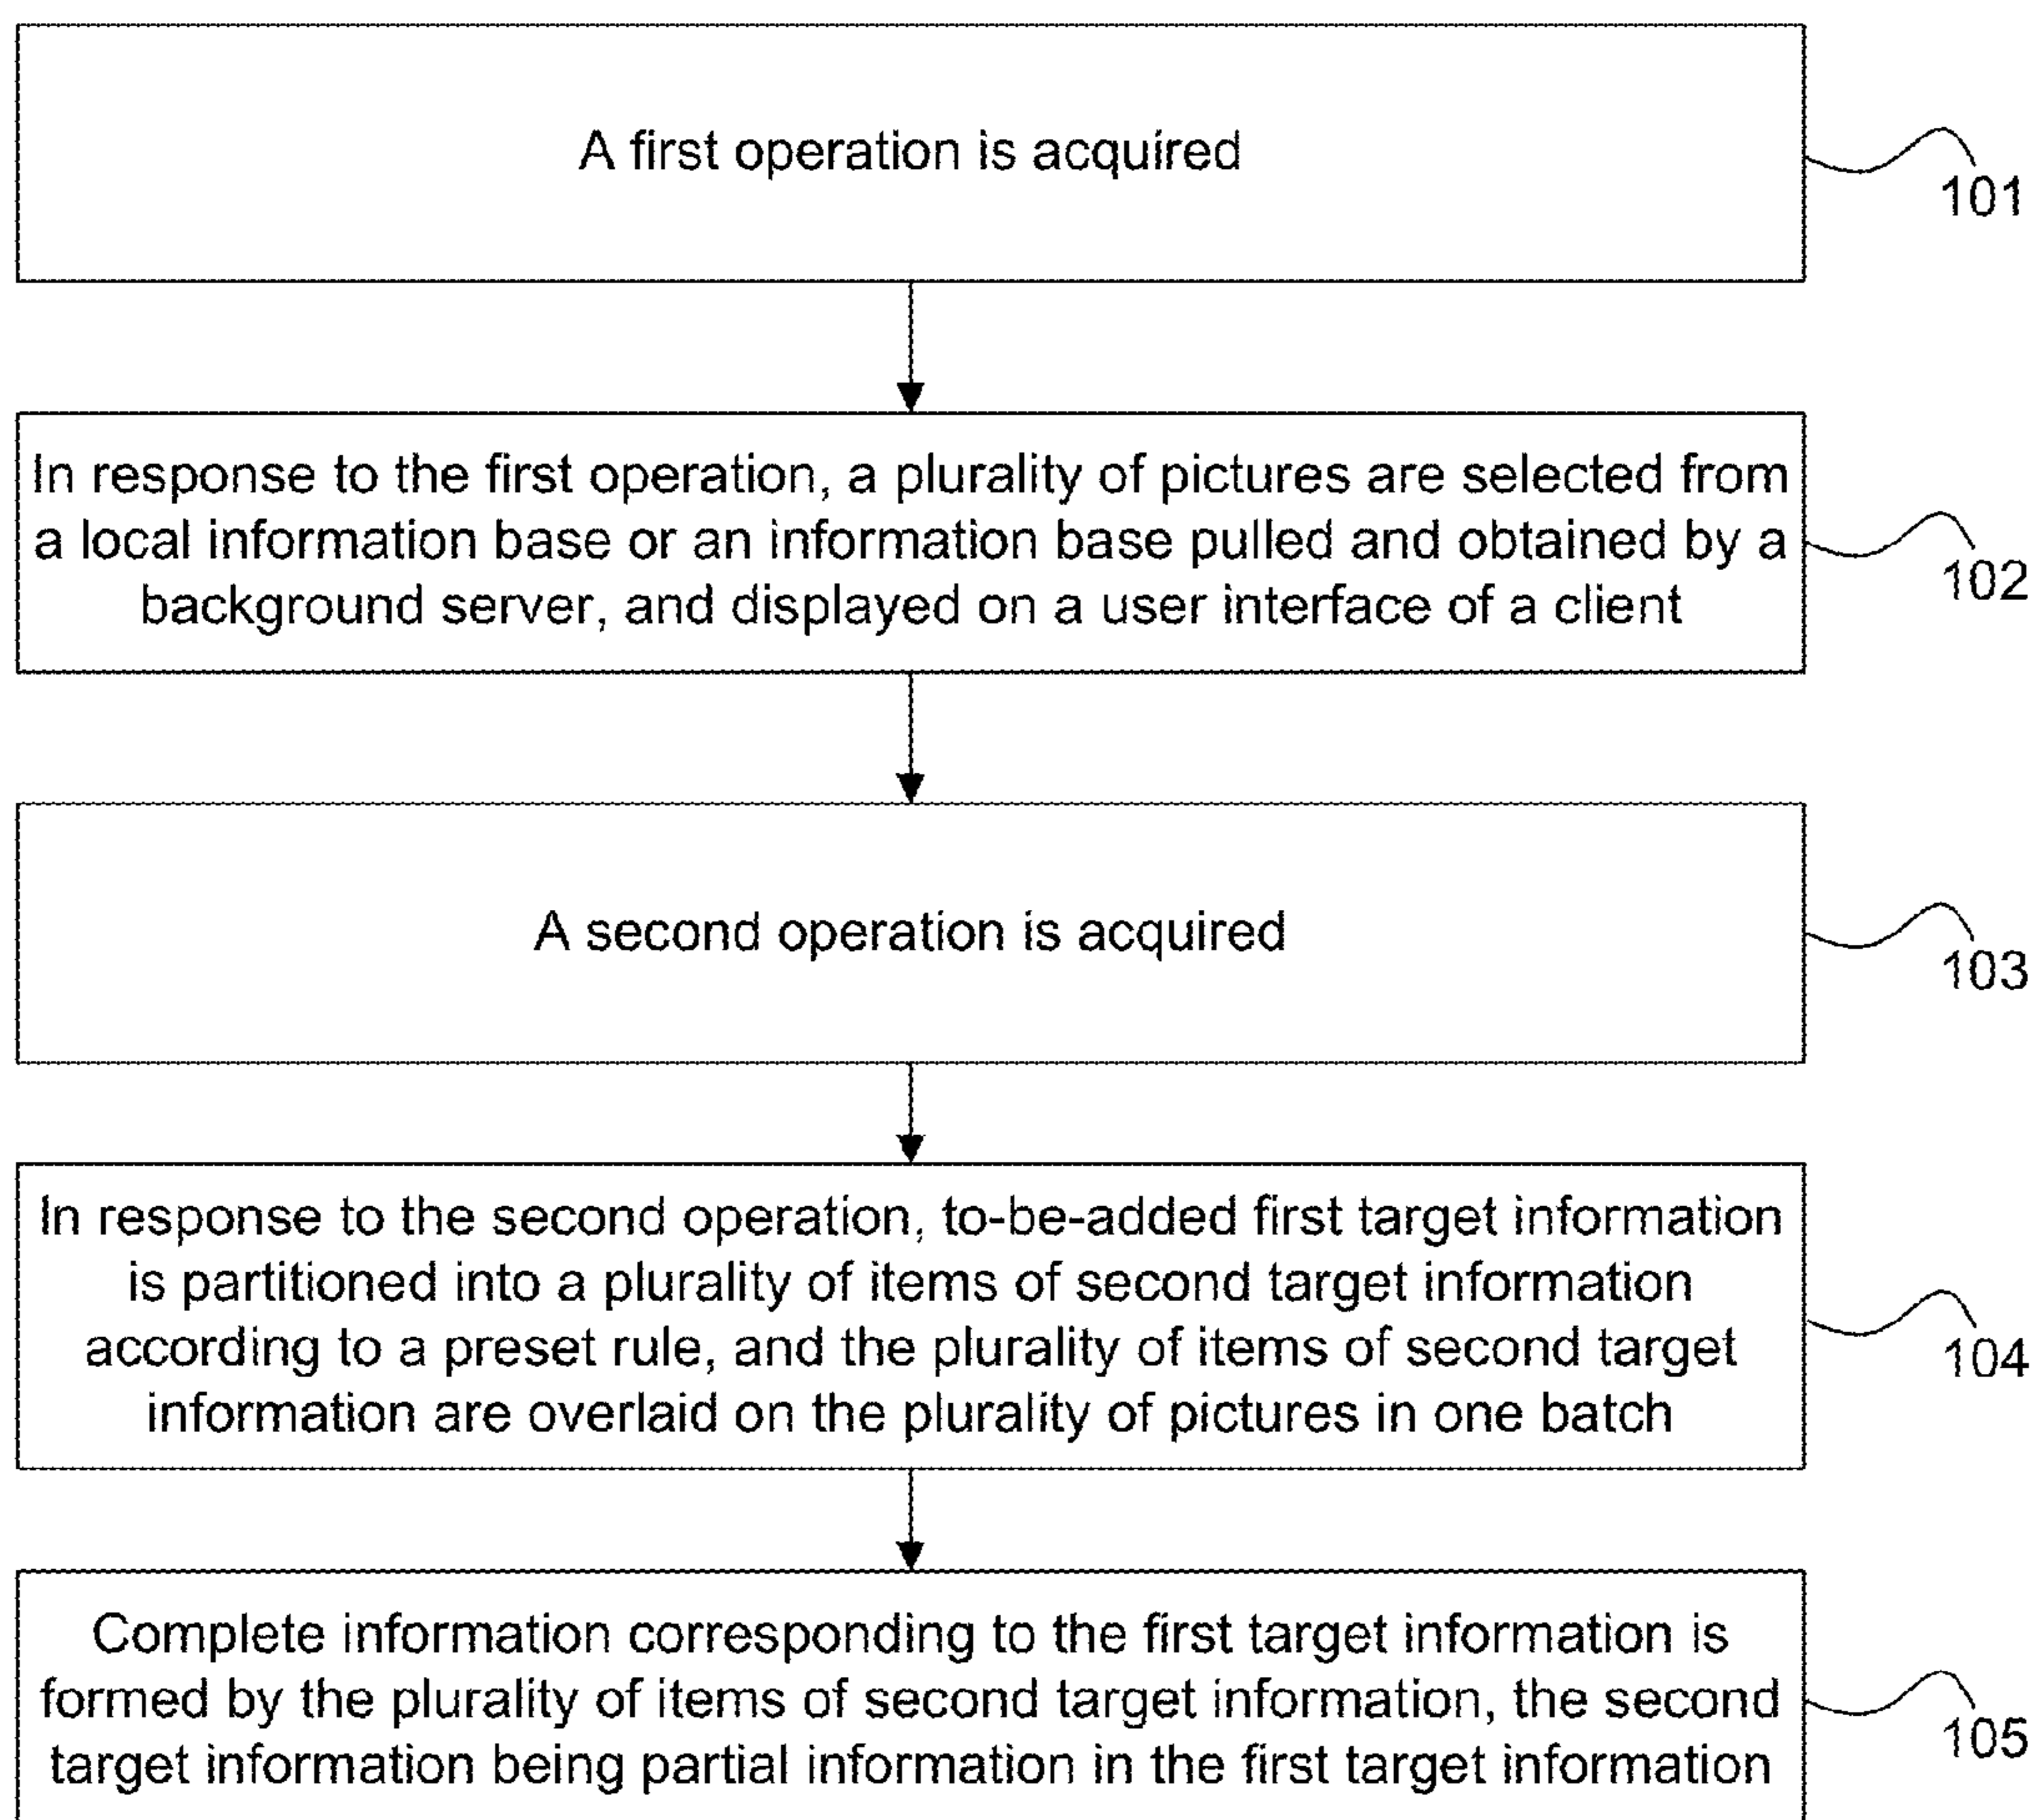 A first operation is acquired
101
In response to the first operation, a plurality of pictures are selected from
a local information base or an information base pulled and obtained by a
background server, and displayed on a user interface of a client
102
A second operation is acquired
103
In response to the second operation, to-be-added first target information
is partitioned into a plurality of items of second target information
according to a preset rule, and the plurality of items of second target
information are overlaid on the plurality of pictures in one batch
104
Complete information corresponding to the first target information is
formed by the plurality of items of second target information, the second
target information being partial information in the first target information
105